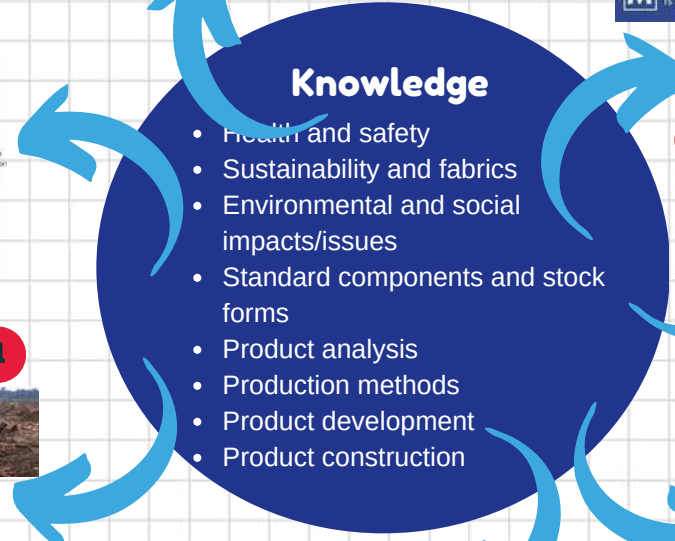 Knowledge
• Health and safety
• Sustainability and fabrics
• Environmental and social
impacts/issues
• Standard components and stock
forms
• Product analysis
• Production methods
• Product development
• Product construction